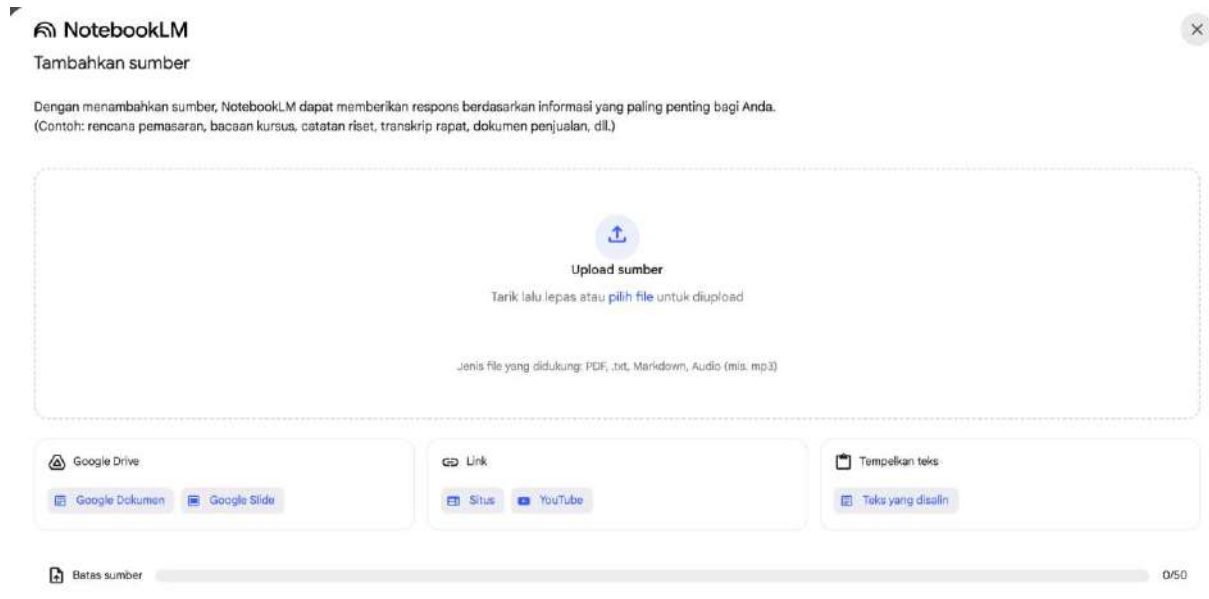 NotebookLM
Tambahkan sumber
Dengan menambahkan sumber, NotebookLM dapat memberikan respons berdasarkan informasi yang paling penting bagi Anda.
(Contoh: rencana pemasaran, bacaan kursus, catatan riset, transkrip rapat, dokumen penjualan, dll.)
Upload sumber
Tarik lalu lepas atau pilih file untuk diupload
Jenis file yang didukung: PDF, .txt, Markdown, Audio (mis. mp3)
Google Drive
Google Dokumen Google Slide
Link
Situs YouTube
Tempelkan teks
Teks yang disalin
Batas sumber 0/50